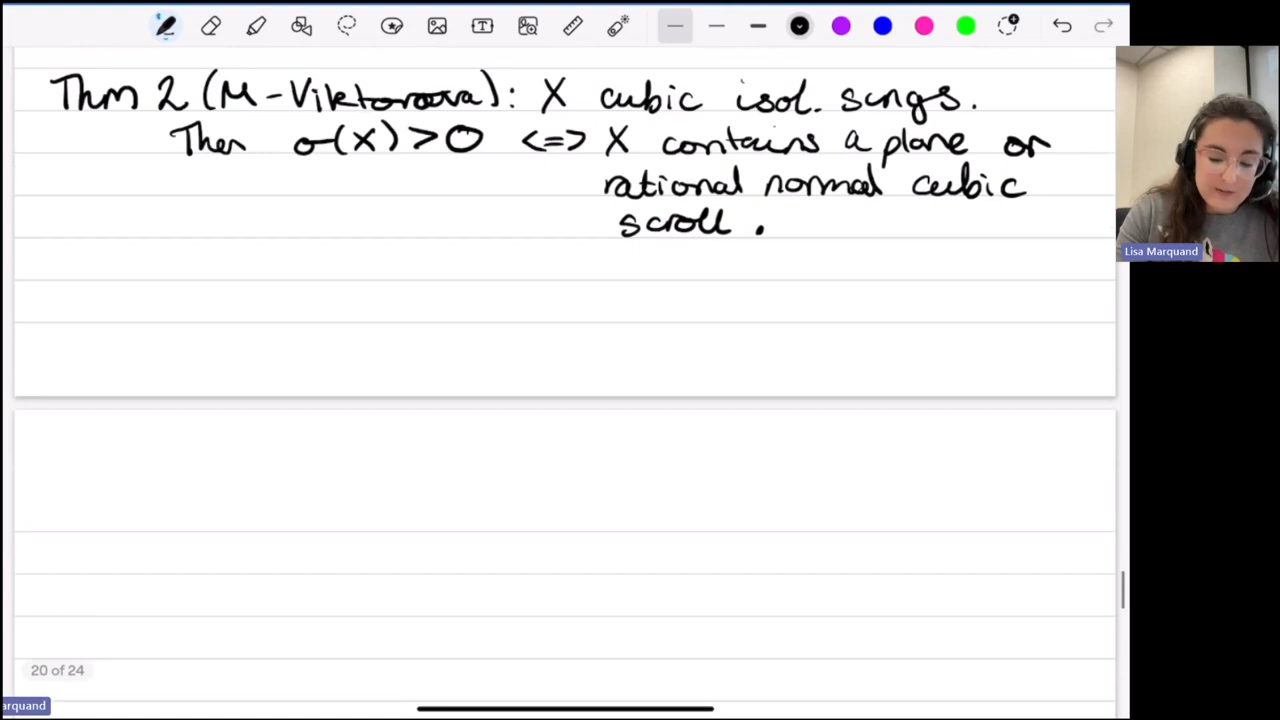 Thm 2 (M-Viktorova): X cubic isol. sings.
Then σ(X) > 0 <=> X contains a plane or
rational normal cubic
scroll.
Lisa Marquand
20 of 24
arquand